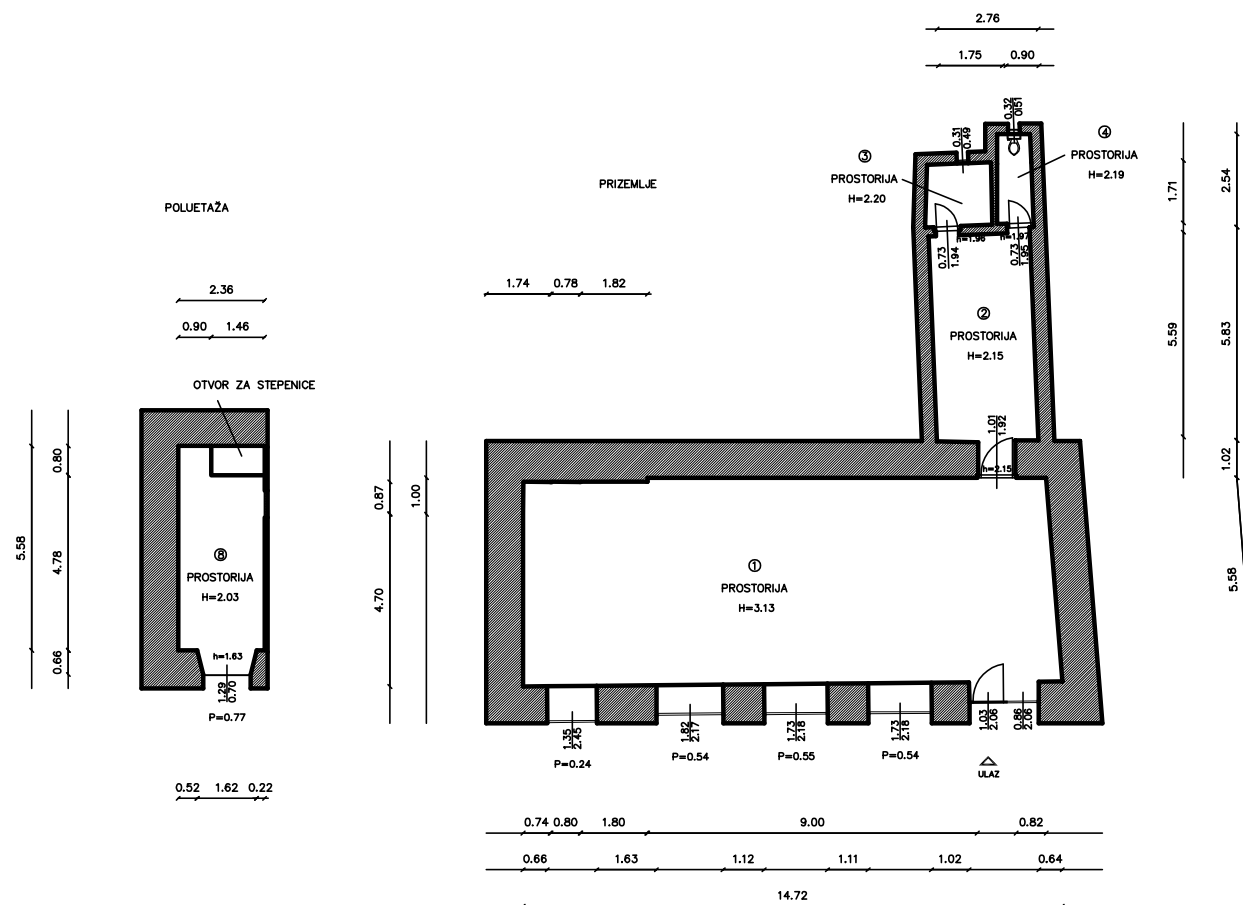 2.76
1.75
0.90
0.32
0.51
0.31
0.49
④
PROSTORIJA
H=2.19
③
PROSTORIJA
H=2.20
PRIZEMLJE
POLUETAŽA
1.71
2.54
h=1.96
h=1.97
0.73
1.94
0.73
1.95
2.36
0.90
1.46
1.74
0.78
1.82
②
PROSTORIJA
H=2.15
5.59
5.83
OTVOR ZA STEPENICE
1.01
1.92
h=2.15
0.80
0.87
1.00
1.02
5.58
4.78
⑧
PROSTORIJA
H=2.03
①
PROSTORIJA
H=3.13
4.70
5.58
0.66
h=1.63
1.29
0.70
P=0.77
1.35
2.45
P=0.24
1.82
2.17
P=0.54
1.73
2.18
P=0.55
1.73
2.18
P=0.54
1.03
2.06
0.86
2.06
ULAZ
0.52
1.62
0.22
0.74
0.80
1.80
9.00
0.82
0.66
1.63
1.12
1.11
1.02
0.64
14.72